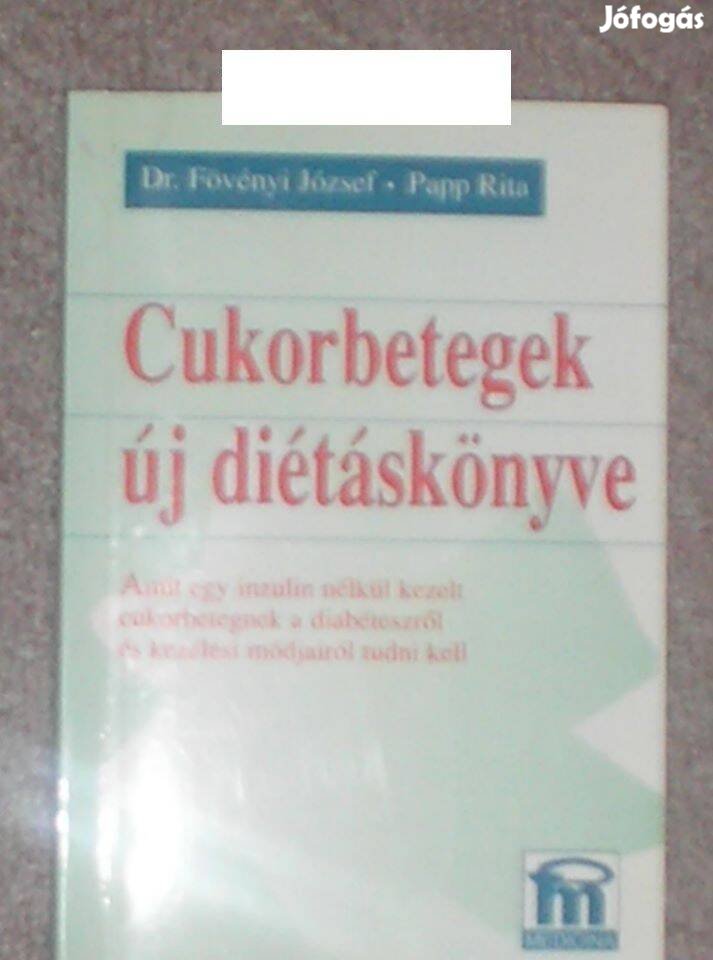 Jófogás
Dr. Fövényi József • Papp Rita
Cukorbetegek
új diétáskönyve
Amit egy inzulin nélkül kezelt
cukorbetegnek a diabéteszről
és kezelési módjairól tudni kell
MEDICINA